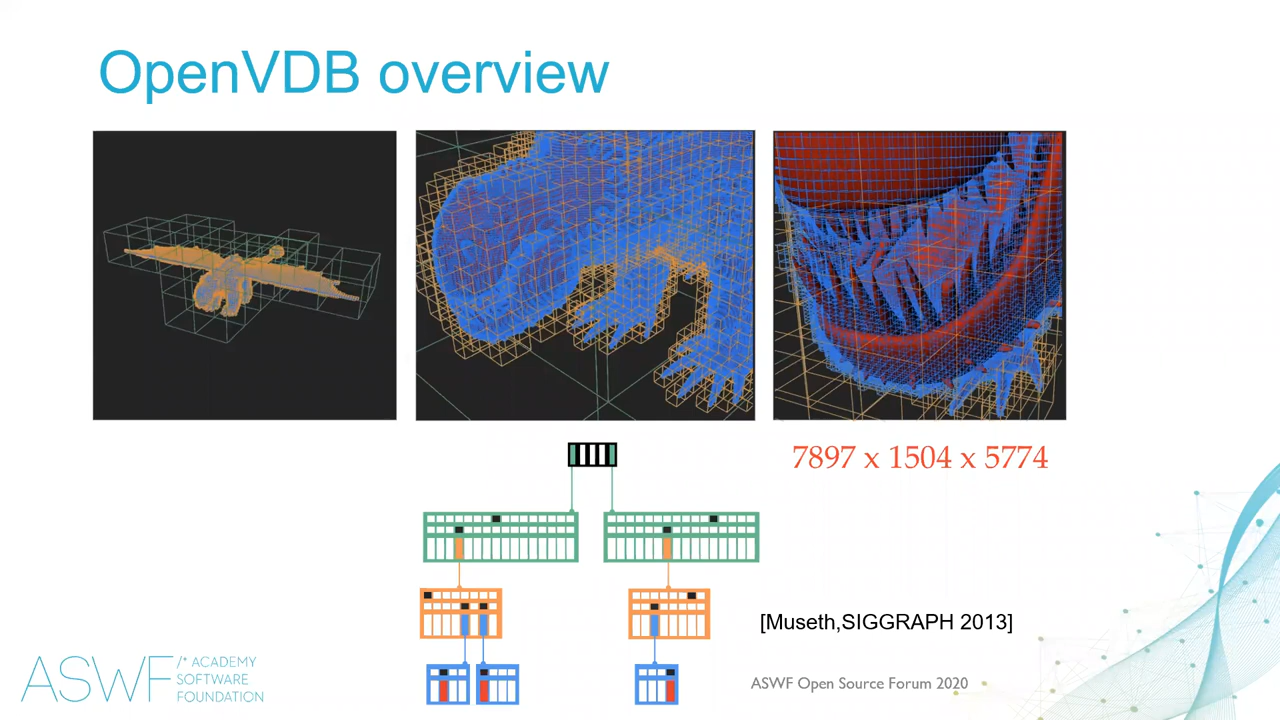 OpenVDB overview
7897 x 1504 x 5774
[Museth,SIGGRAPH 2013]
ASWF /* ACADEMY
SOFTWARE
FOUNDATION
ASWF Open Source Forum 2020